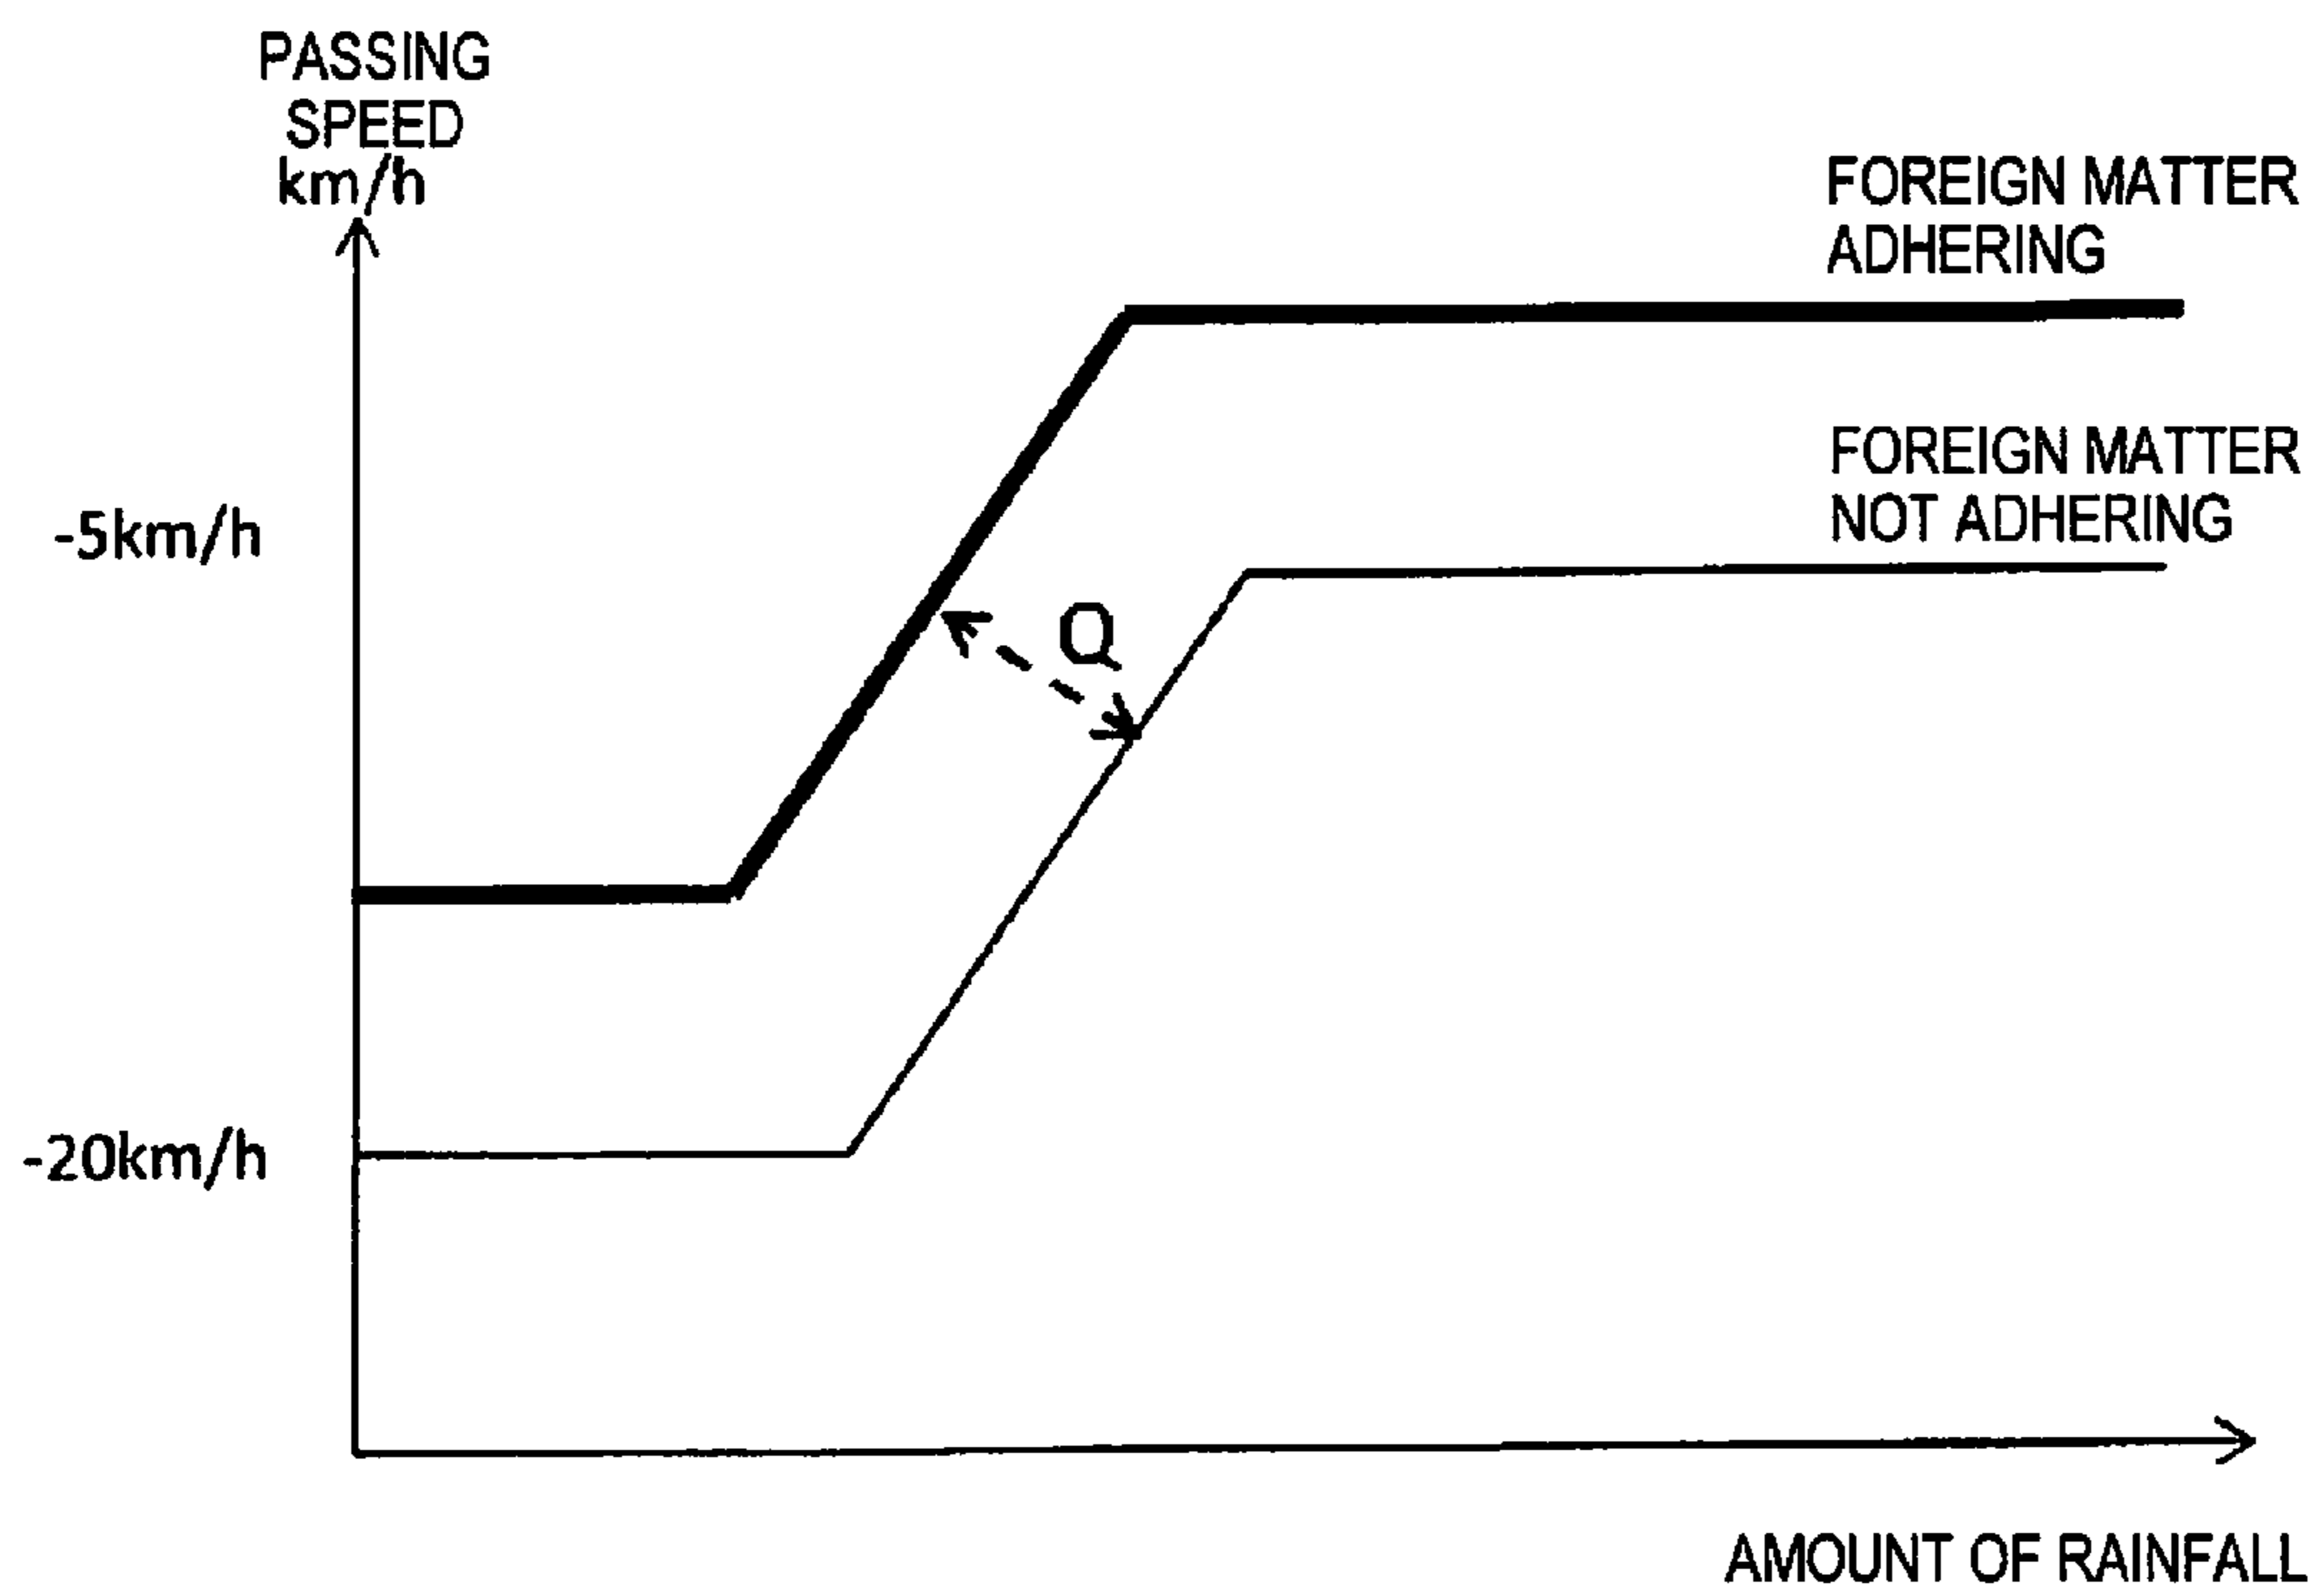 PASSING
SPEED
km/h
FOREIGN MATTER
ADHERING
FOREIGN MATTER
NOT ADHERING
-5km/h
Q
-20km/h
AMOUNT OF RAINFALL